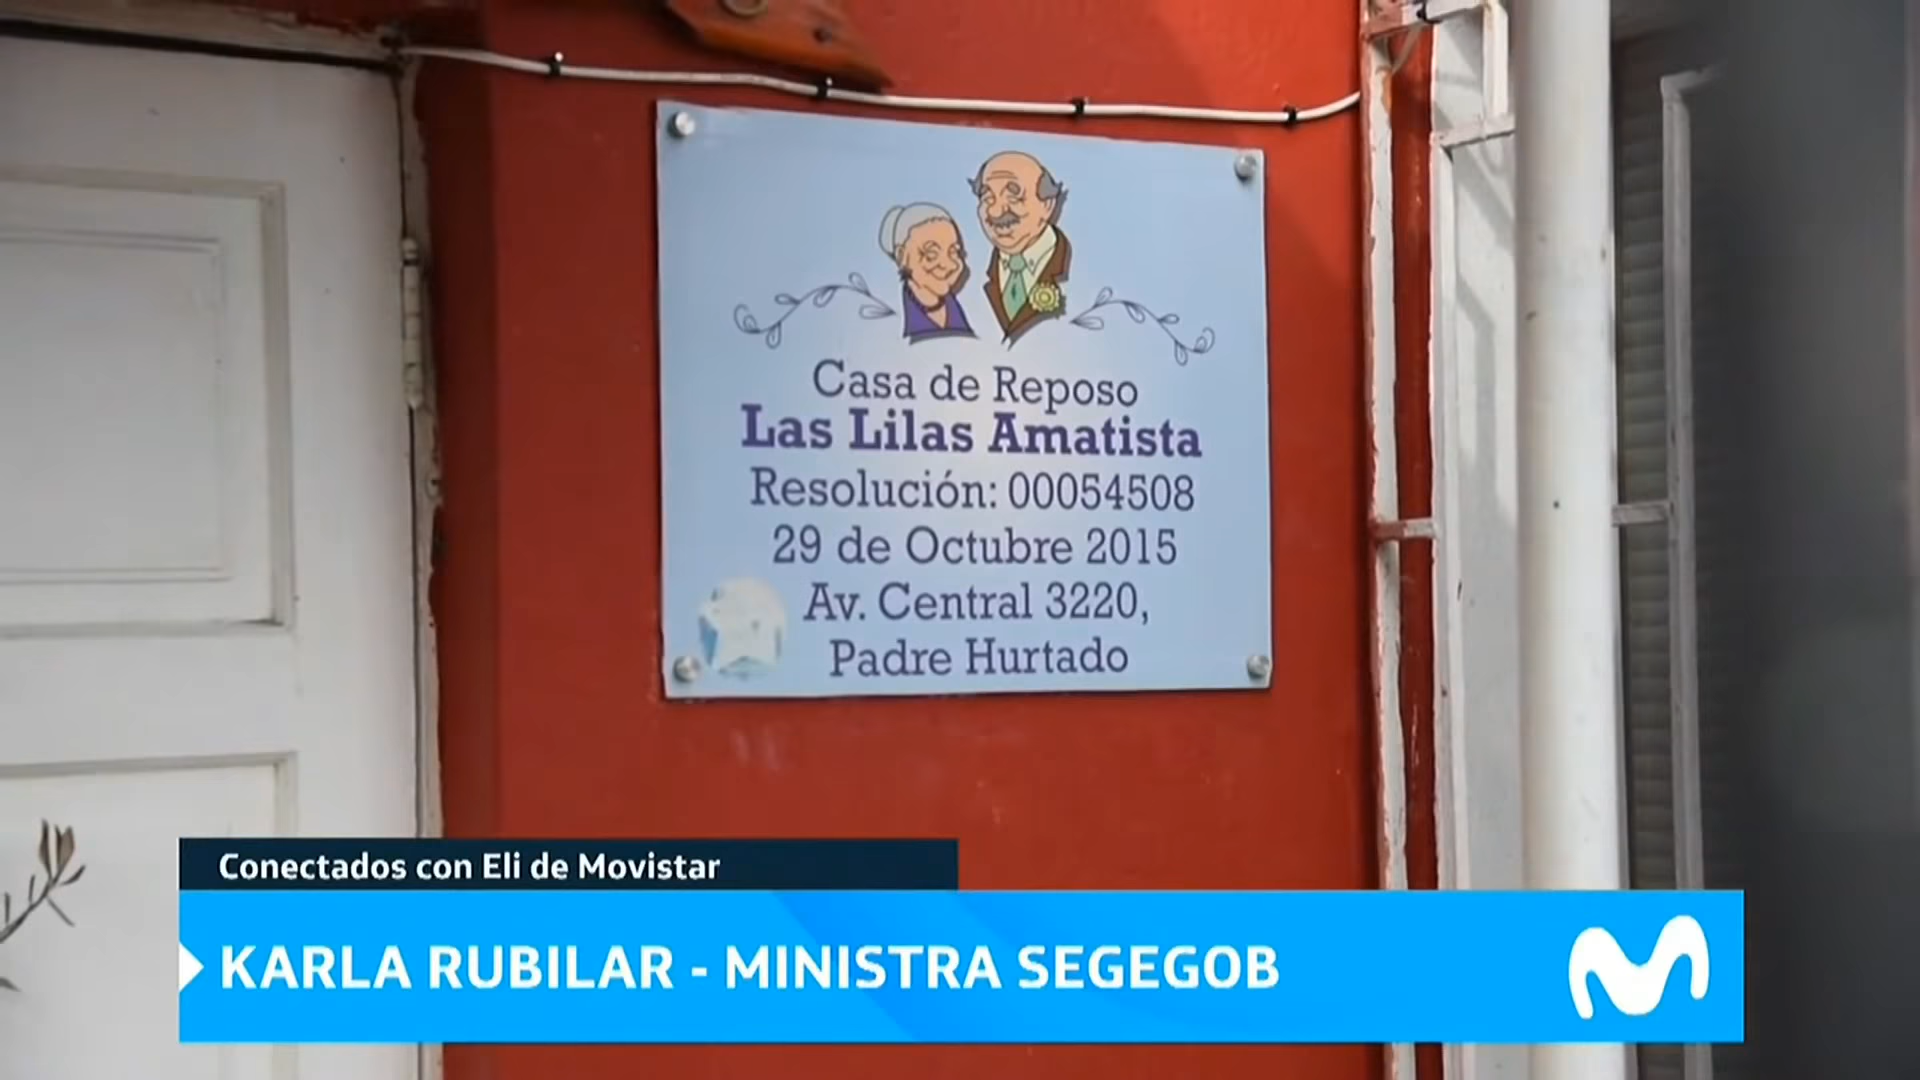 Casa de Reposo
Las Lilas Amatista
Resolución: 00054508
29 de Octubre 2015
Av. Central 3220,
Padre Hurtado
Conectados con Eli de Movistar
KARLA RUBILAR - MINISTRA SEGEGOB